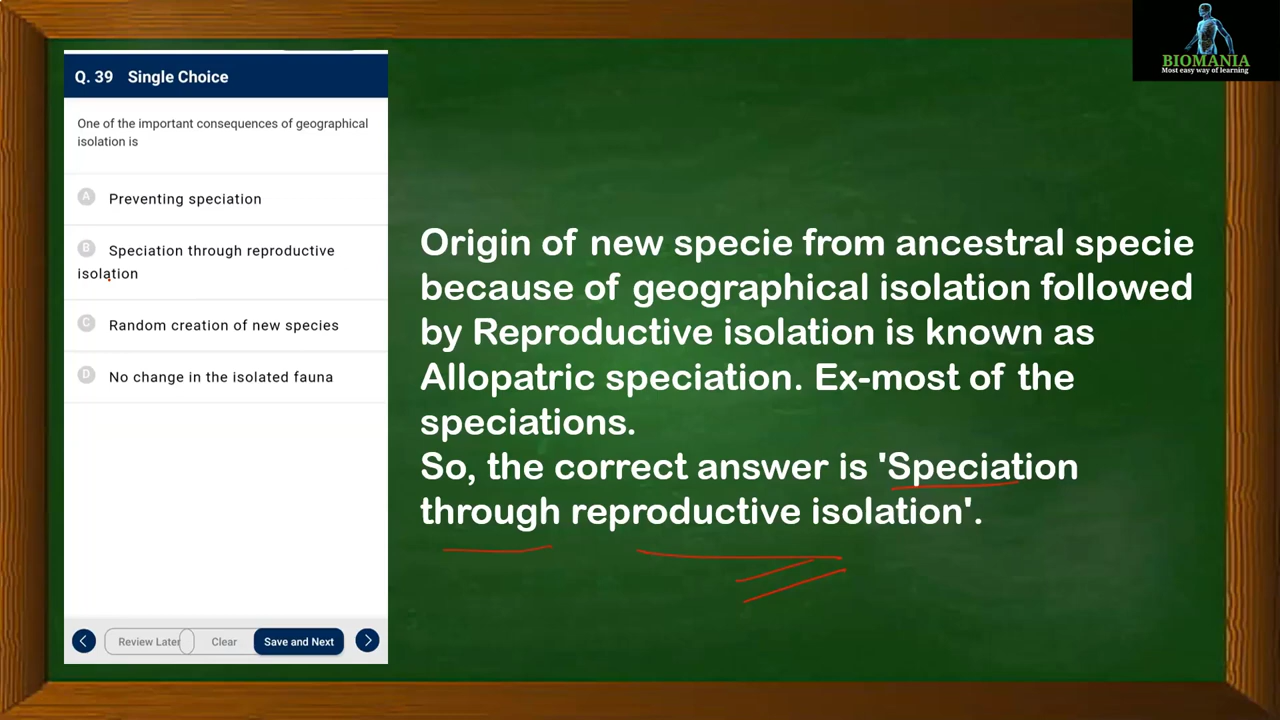 BIOMANIA
Most easy way of learning
Q. 39 Single Choice
One of the important consequences of geographical
isolation is
A Preventing speciation
B Speciation through reproductive
isolation
C Random creation of new species
D No change in the isolated fauna
Review Later
Clear
Save and Next
Origin of new specie from ancestral specie
because of geographical isolation followed
by Reproductive isolation is known as
Allopatric speciation. Ex-most of the
speciations.
So, the correct answer is 'Speciation
through reproductive isolation'.